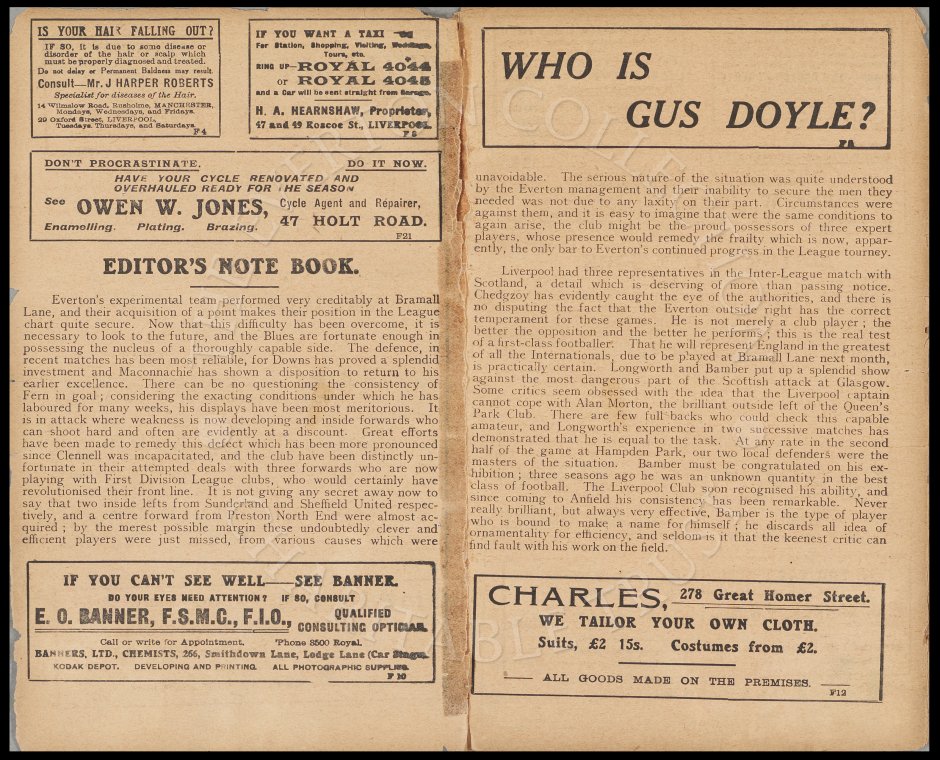 IS YOUR HAIR FALLING OUT?
IF SO, it is due to some disease or
disorder of the hair or scalp which
must be properly diagnosed and treated.
Do not delay or Permanent Baldness may result.
Consult—Mr. J HARPER ROBERTS
Specialist for diseases of the Hair.
14 Wilmslow Road, Rusholme, MANCHESTER,
Mondays, Wednesdays, and Fridays.
29 Oxford Street, LIVERPOOL,
Tuesdays, Thursdays, and Saturdays.
F 4
IF YOU WANT A TAXI
For Station, Shopping, Visiting, Weddings,
Tours, etc.
RING UP—ROYAL 4044
or ROYAL 4045
and a Car will be sent straight from Garage.
H. A. HEARNSHAW, Proprietor,
47 and 49 Roscoe St., LIVERPOOL.
F 8
DON'T PROCRASTINATE. DO IT NOW.
HAVE YOUR CYCLE RENOVATED AND
OVERHAULED READY FOR THE SEASON
See OWEN W. JONES, Cycle Agent and Repairer,
Enamelling. Plating. Brazing. 47 HOLT ROAD.
F21
EDITOR'S NOTE BOOK.
Everton's experimental team performed very creditably at Bramall
Lane, and their acquisition of a point makes their position in the League
chart quite secure. Now that this difficulty has been overcome, it is
necessary to look to the future, and the Blues are fortunate enough in
possessing the nucleus of a thoroughly capable side. The defence, in
recent matches has been most reliable, for Downs has proved a splendid
investment and Maconnachie has shown a disposition to return to his
earlier excellence. There can be no questioning the consistency of
Fern in goal; considering the exacting conditions under which he has
laboured for many weeks, his displays have been most meritorious. It
is in attack where weakness is now developing and inside forwards who
can shoot hard and often are evidently at a discount. Great efforts
have been made to remedy this defect which has been more pronounced
since Clennell was incapacitated, and the club have been distinctly un-
fortunate in their attempted deals with three forwards who are now
playing with First Division League clubs, who would certainly have
revolutionised their front line. It is not giving any secret away now to
say that two inside lefts from Sunderland and Sheffield United respec-
tively, and a centre forward from Preston North End were almost ac-
quired; by the merest possible margin these undoubtedly clever and
efficient players were just missed, from various causes which were
IF YOU CAN'T SEE WELL—SEE BANNER.
DO YOUR EYES NEED ATTENTION? IF SO, CONSULT
E. O. BANNER, F.S.M.C., F.I.O., QUALIFIED
CONSULTING OPTICIAN.
Call or write for Appointment. 'Phone 3500 Royal.
BANNERS, LTD., CHEMISTS, 266, Smithdown Lane, Lodge Lane (Car Stage).
KODAK DEPOT. DEVELOPING AND PRINTING. ALL PHOTOGRAPHIC SUPPLIES.
F 10
WHO IS
GUS DOYLE?
unavoidable. The serious nature of the situation was quite understood
by the Everton management and their inability to secure the men they
needed was not due to any laxity on their part. Circumstances were
against them, and it is easy to imagine that were the same conditions to
again arise, the club might be the proud possessors of three expert
players, whose presence would remedy the frailty which is now, appar-
ently, the only bar to Everton's continued progress in the League tourney.
Liverpool had three representatives in the Inter-League match with
Scotland, a detail which is deserving of more than passing notice.
Chedgzoy has evidently caught the eye of the authorities, and there is
no disputing the fact that the Everton outside right has the correct
temperament for these games. He is not merely a club player; the
better the opposition and the better he performs; this is the real test
of a first-class footballer. That he will represent England in the greatest
of all the Internationals, due to be played at Bramall Lane next month,
is practically certain. Longworth and Bamber put up a splendid show
against the most dangerous part of the Scottish attack at Glasgow.
Some critics seem obsessed with the idea that the Liverpool captain
cannot cope with Alan Morton, the brilliant outside left of the Queen's
Park Club. There are few full backs who could check this capable
amateur, and Longworth's experience in two successive matches has
demonstrated that he is equal to the task. At any rate in the second
half of the game at Hampden Park, our two local defenders were the
masters of the situation. Bamber must be congratulated on his ex-
hibition; three seasons ago he was an unknown quantity in the best
class of football. The Liverpool Club soon recognised his ability, and
since coming to Anfield his consistency has been remarkable. Never
really brilliant, but always very effective, Bamber is the type of player
who is bound to make a name for himself; he discards all idea of
ornamentality for efficiency, and seldom is it that the keenest critic can
find fault with his work on the field.
CHARLES, 278 Great Homer Street.
WE TAILOR YOUR OWN CLOTH.
Suits, £2 15s. Costumes from £2.
ALL GOODS MADE ON THE PREMISES.
F12